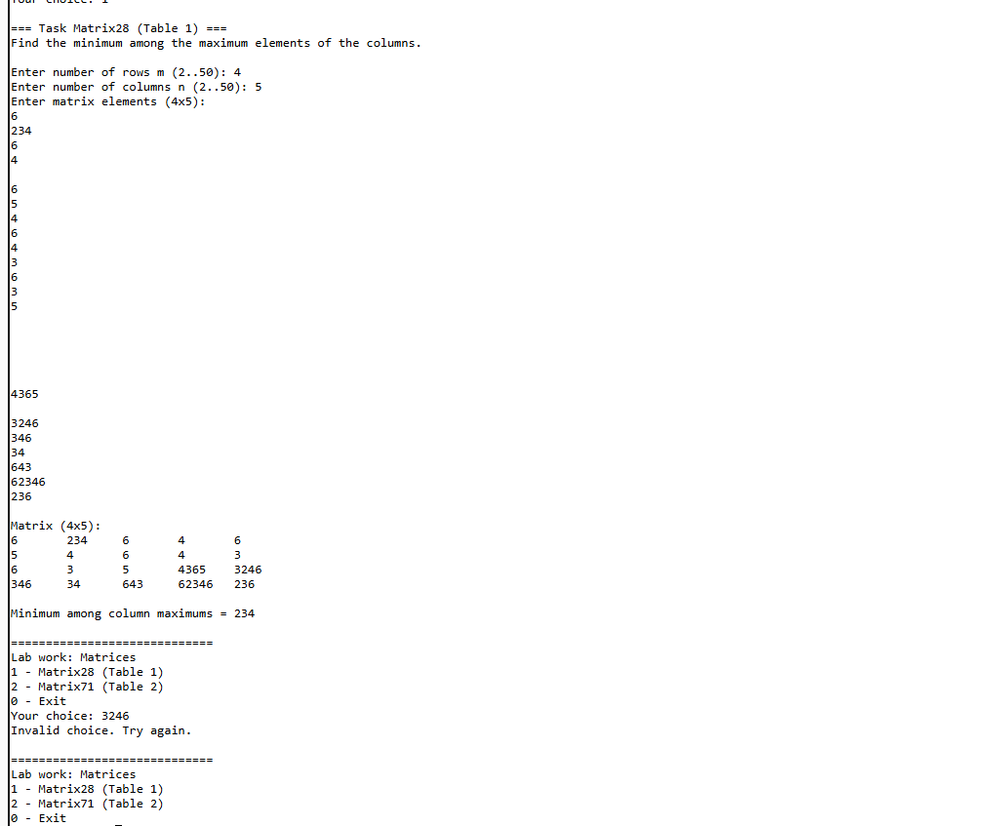 Your choice: 1
=== Task Matrix28 (Table 1) ===
Find the minimum among the maximum elements of the columns.
Enter number of rows m (2..50): 4
Enter number of columns n (2..50): 5
Enter matrix elements (4x5):
6
234
6
4
6
5
4
6
4
3
6
3
5
4365
3246
346
34
643
62346
236
Matrix (4x5):
6 234 6 4 6
5 4 6 4 3
6 3 5 4365 3246
346 34 643 62346 236
Minimum among column maximums = 234
=============================
Lab work: Matrices
1 - Matrix28 (Table 1)
2 - Matrix71 (Table 2)
0 - Exit
Your choice: 3246
Invalid choice. Try again.
=============================
Lab work: Matrices
1 - Matrix28 (Table 1)
2 - Matrix71 (Table 2)
0 - Exit